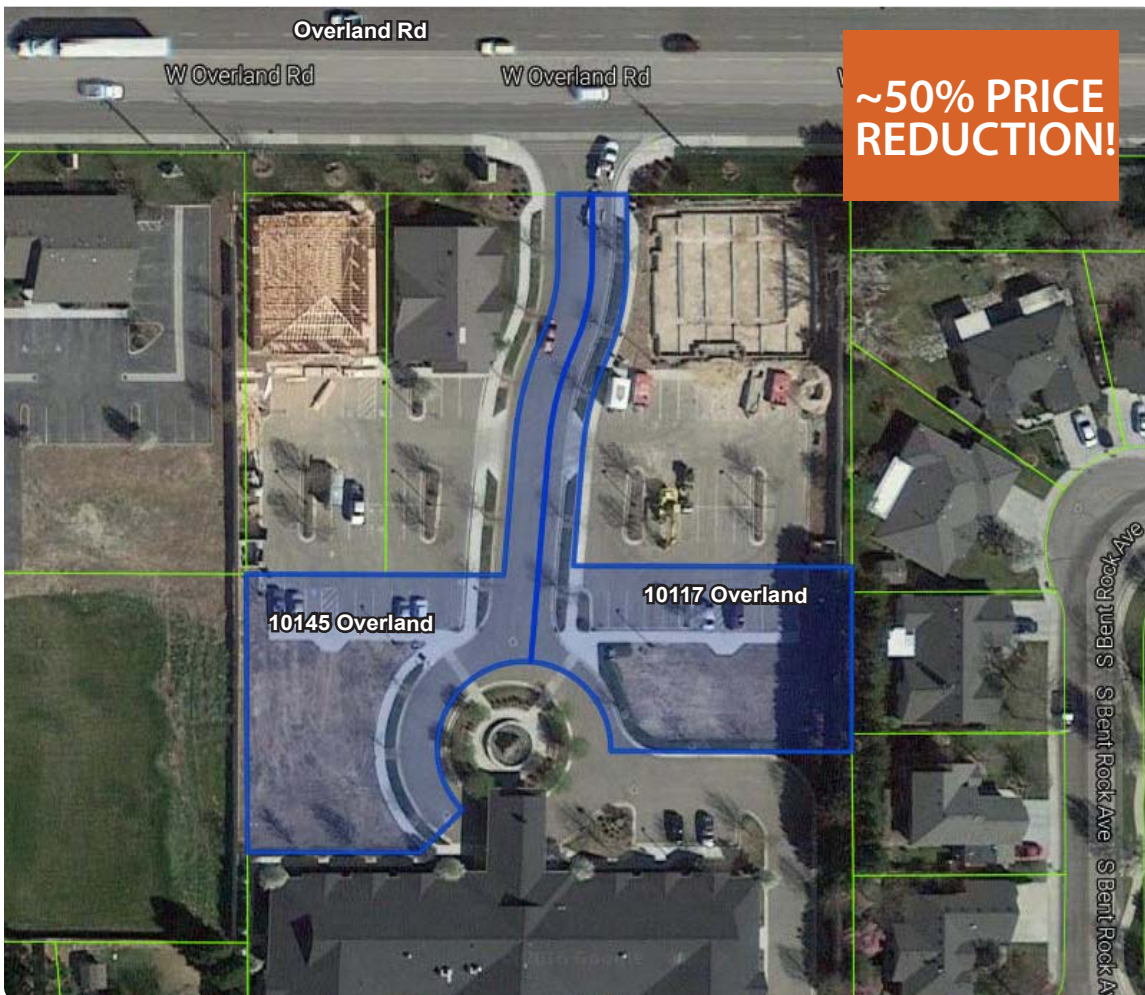 Overland Rd
W Overland Rd
W Overland Rd
~50% PRICE
REDUCTION!
10145 Overland
10117 Overland
S Bent Rock Ave
S Bent Rock Ave
S Bent Rock Av